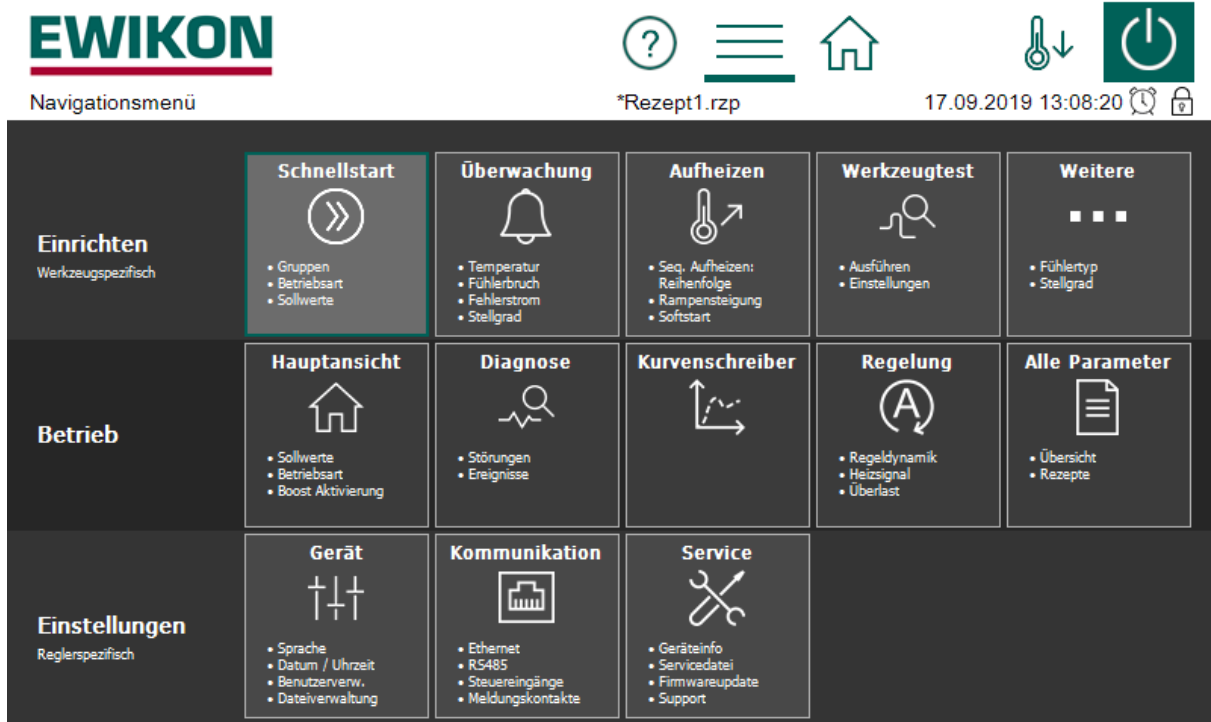 EWIKON
?
Navigationsmenü
*Rezept1.rzp
17.09.2019 13:08:20
Einrichten
Werkzeugspezifisch
Schnellstart
• Gruppen
• Betriebsart
• Sollwerte
Überwachung
• Temperatur
• Fühlerbruch
• Fehlerstrom
• Stellgrad
Aufheizen
• Seq. Aufheizen:
Reihenfolge
• Rampensteigung
• Softstart
Werkzeugtest
• Ausführen
• Einstellungen
Weitere
• Fühlertyp
• Stellgrad
Betrieb
Hauptansicht
• Sollwerte
• Betriebsart
• Boost Aktivierung
Diagnose
• Störungen
• Ereignisse
Kurvenschreiber
Regelung
A
• Regeldynamik
• Heizsignal
• Überlast
Alle Parameter
• Übersicht
• Rezepte
Einstellungen
Reglerspezifisch
Gerät
• Sprache
• Datum / Uhrzeit
• Benutzerverw.
• Dateiverwaltung
Kommunikation
• Ethernet
• RS485
• Steuereingänge
• Meldungskontakte
Service
• Geräteinfo
• Servicedatei
• Firmwareupdate
• Support